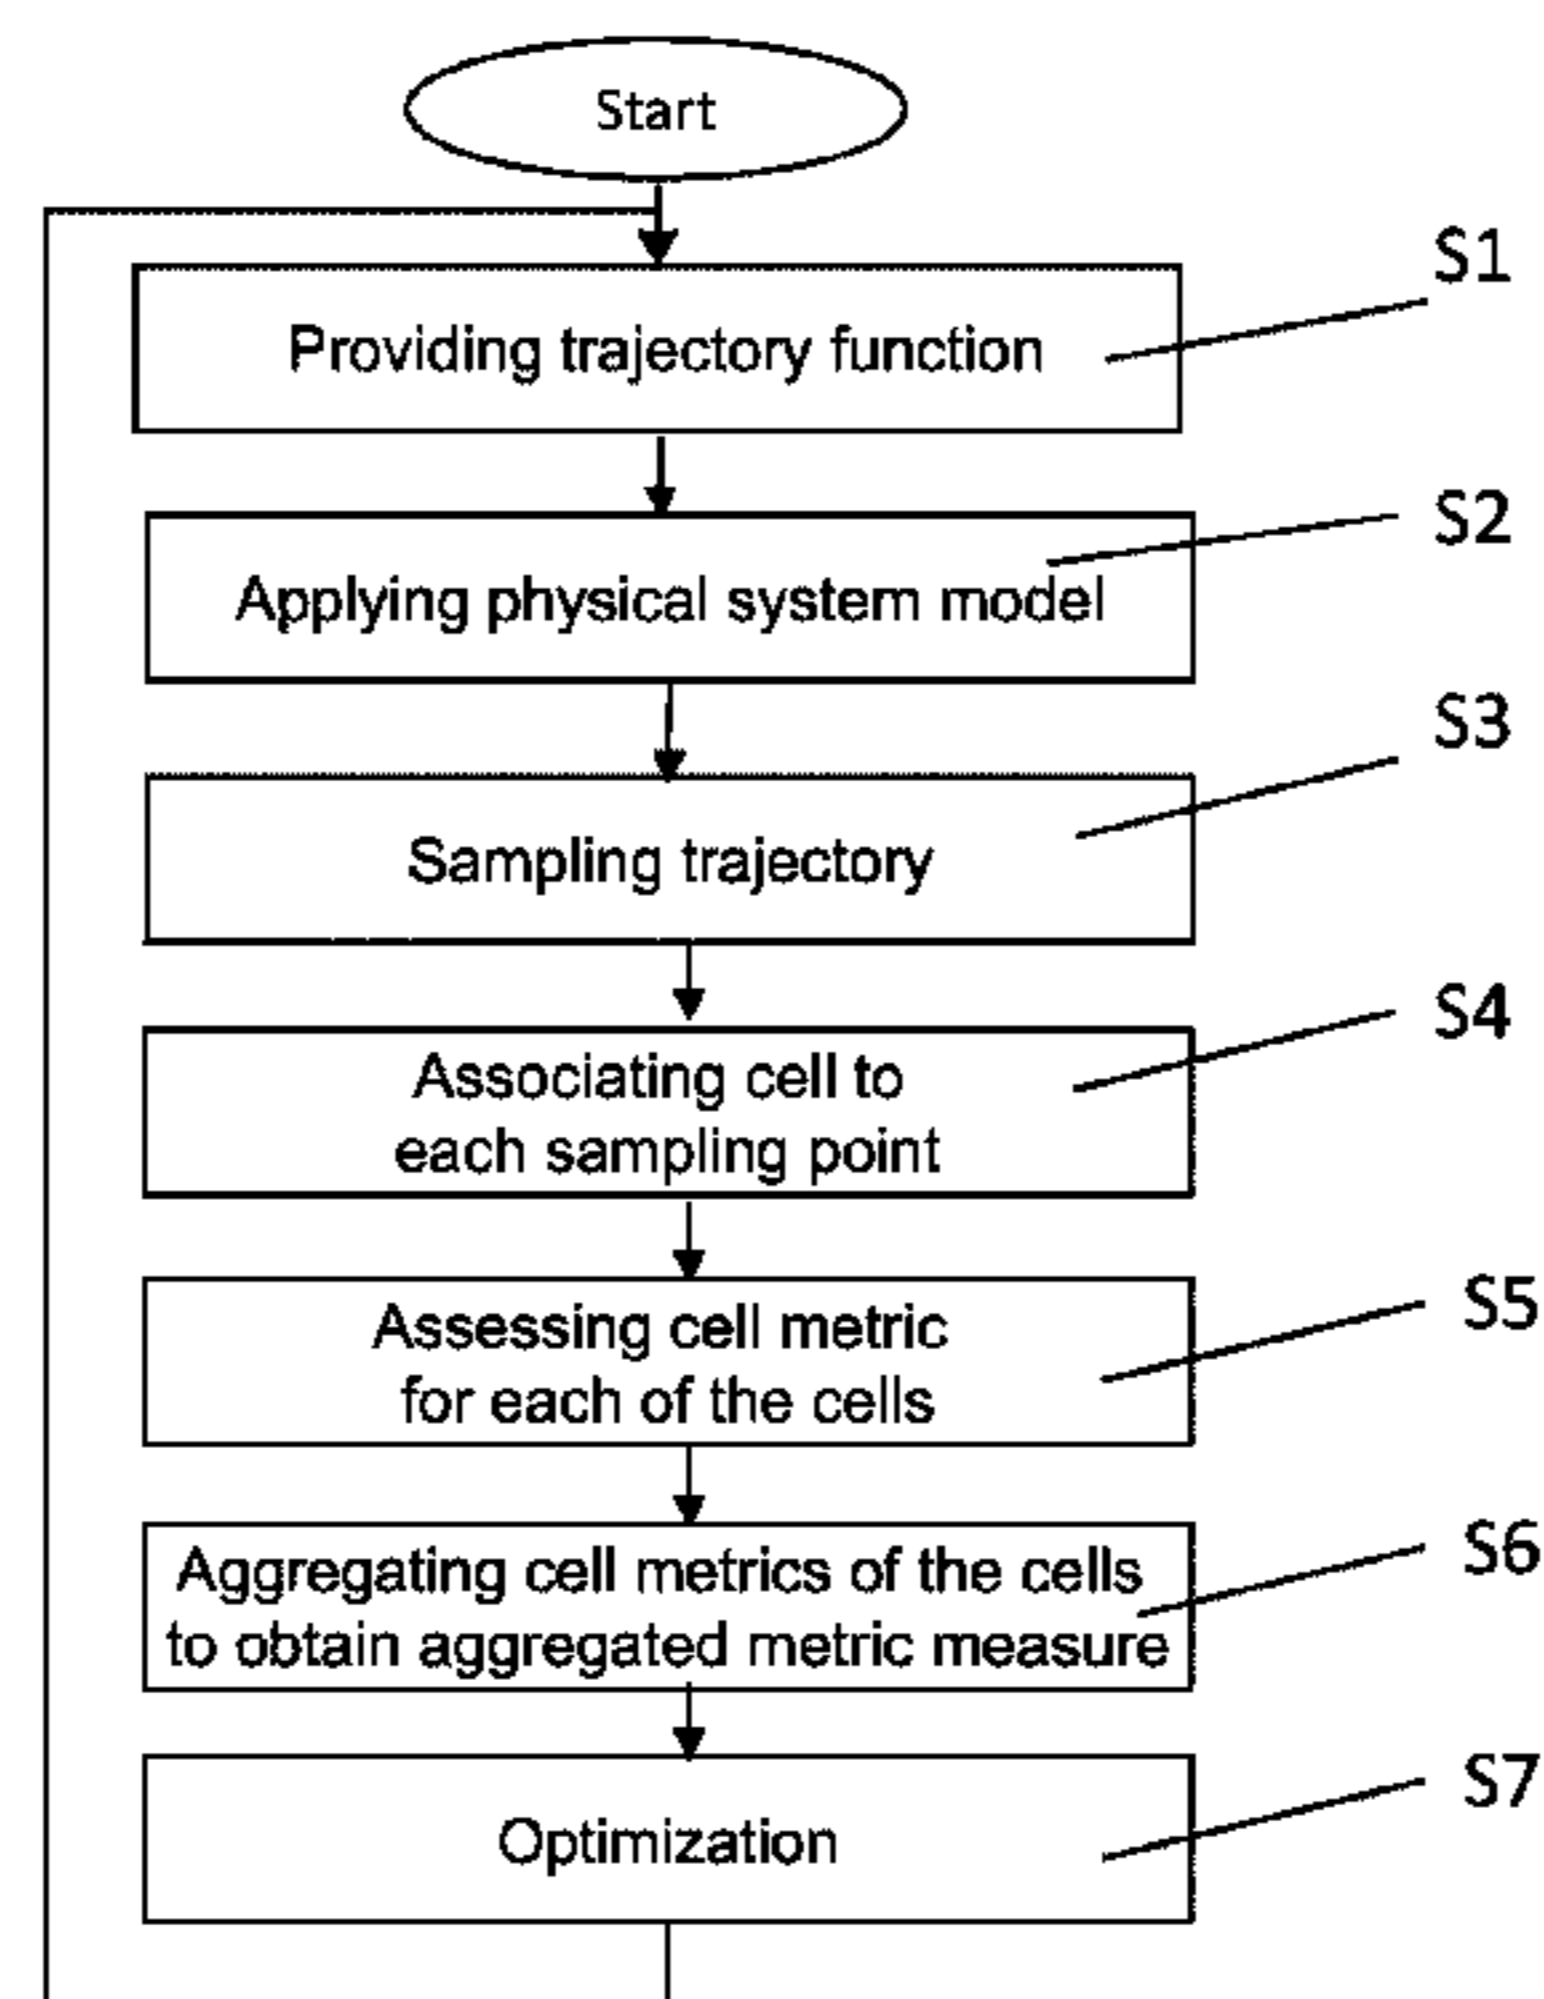 Start
S1
Providing trajectory function
S2
Applying physical system model
S3
Sampling trajectory
S4
Associating cell to
each sampling point
S5
Assessing cell metric
for each of the cells
S6
Aggregating cell metrics of the cells
to obtain aggregated metric measure
S7
Optimization